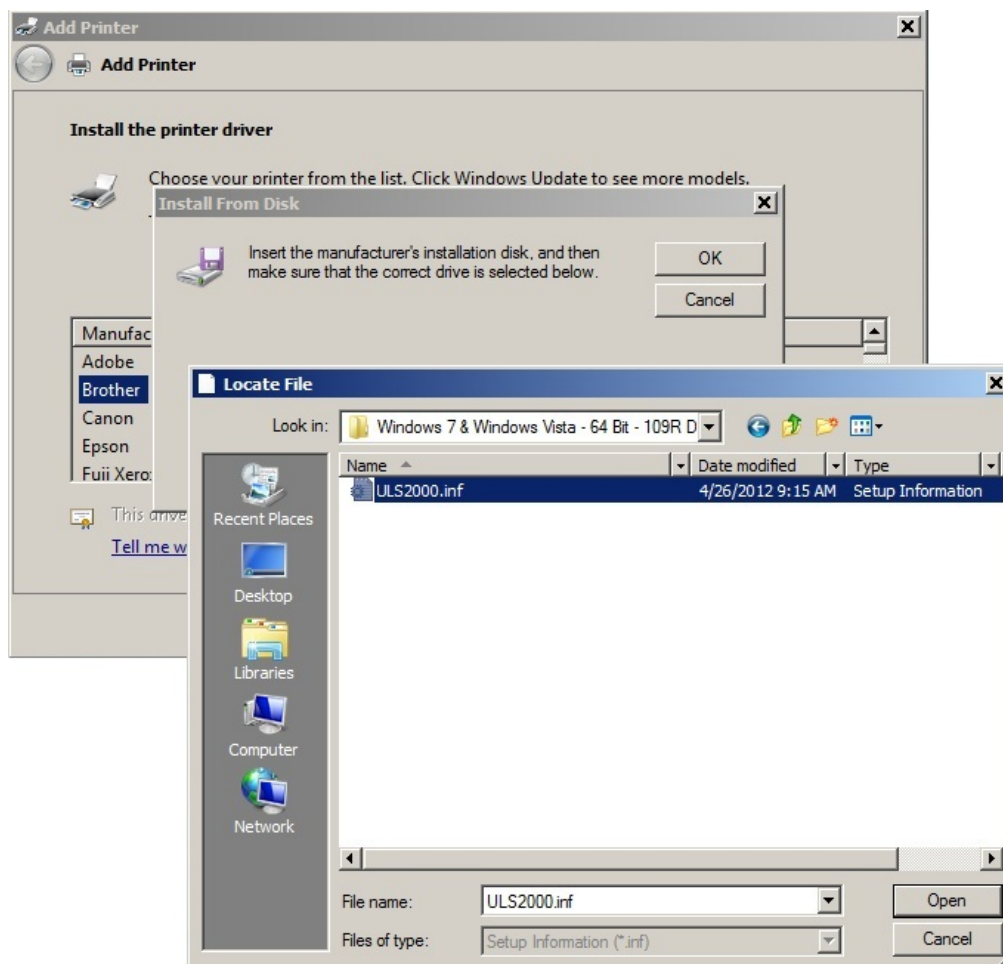 Add Printer
Add Printer
Install the printer driver
Choose your printer from the list. Click Windows Update to see more models.
Install From Disk
Insert the manufacturer's installation disk, and then
make sure that the correct drive is selected below.
OK
Cancel
Manufac
Adobe
Brother
Canon
Epson
Fuji Xero
This drive
Tell me w
Locate File
Look in:
Windows 7 & Windows Vista - 64 Bit - 109R D
Name
Date modified
Type
ULS2000.inf
4/26/2012 9:15 AM
Setup Information
Recent Places
Desktop
Libraries
Computer
Network
File name:
ULS2000.inf
Open
Files of type:
Setup Information (*.inf)
Cancel